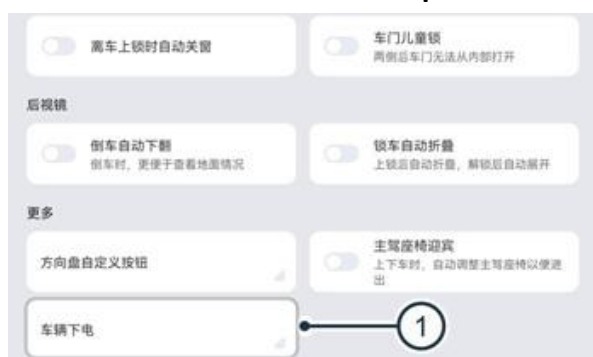 离车上锁时自动关窗
车门儿童锁
两侧后车门无法从内部打开
后视镜
倒车自动下翻
倒车时，更便于查看地面情况
锁车自动折叠
上锁后自动折叠，解锁后自动展开
更多
方向盘自定义按钮
主驾座椅迎宾
上下车时，自动调整主驾座椅以便进
出
车辆下电
1